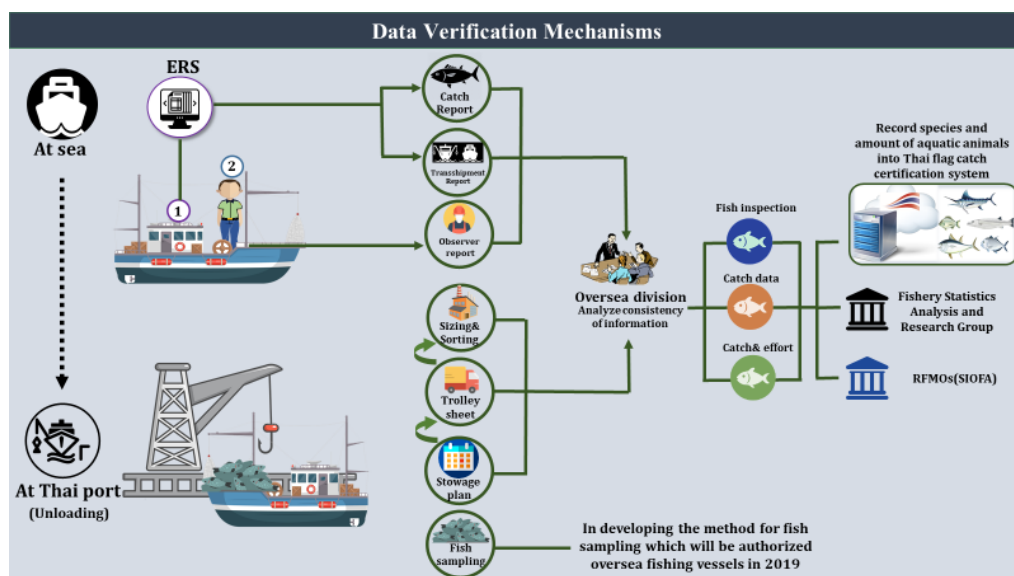 Data Verification Mechanisms
ERS
At sea
1
2
Catch
Report
Transshipment
Report
Observer
report
Sizing&
Sorting
Trolley
sheet
Stowage
plan
Fish
sampling
At Thai port
(Unloading)
Oversea division
Analyze consistency
of information
Fish inspection
Catch data
Catch& effort
Record species and
amount of aquatic animals
into Thai flag catch
certification system
Fishery Statistics
Analysis and
Research Group
RFMOs(SIOFA)
In developing the method for fish
sampling which will be authorized
oversea fishing vessels in 2019